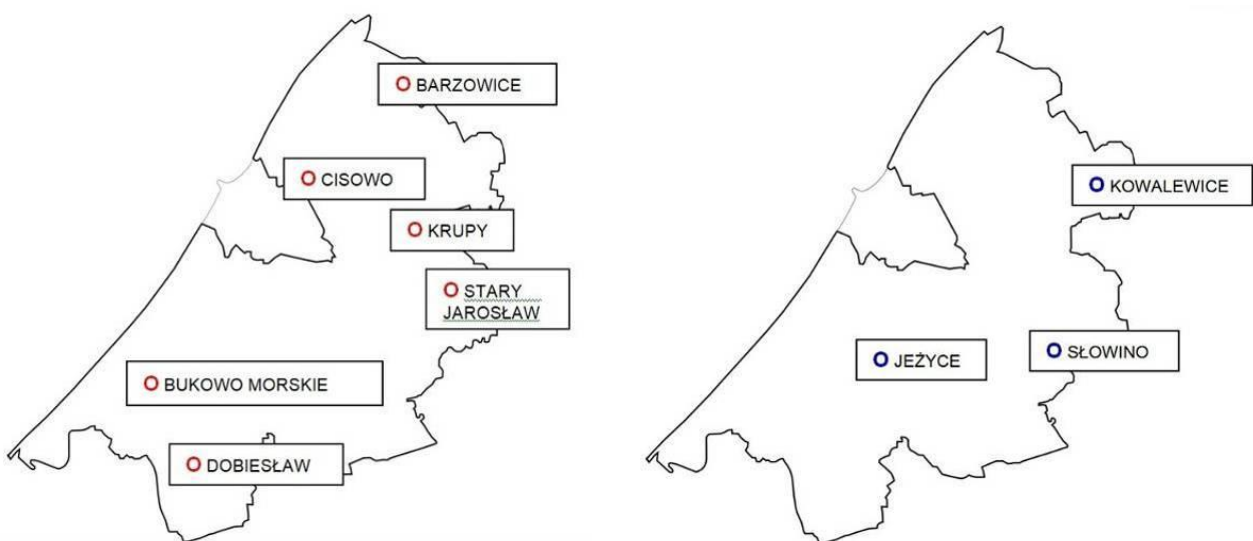 BARZOWICE
CISOWO
KRUPY
STARY
JAROSŁAW
BUKOWO MORSKIE
DOBIESŁAW
KOWALEWICE
SŁOWINO
JEŻYCE